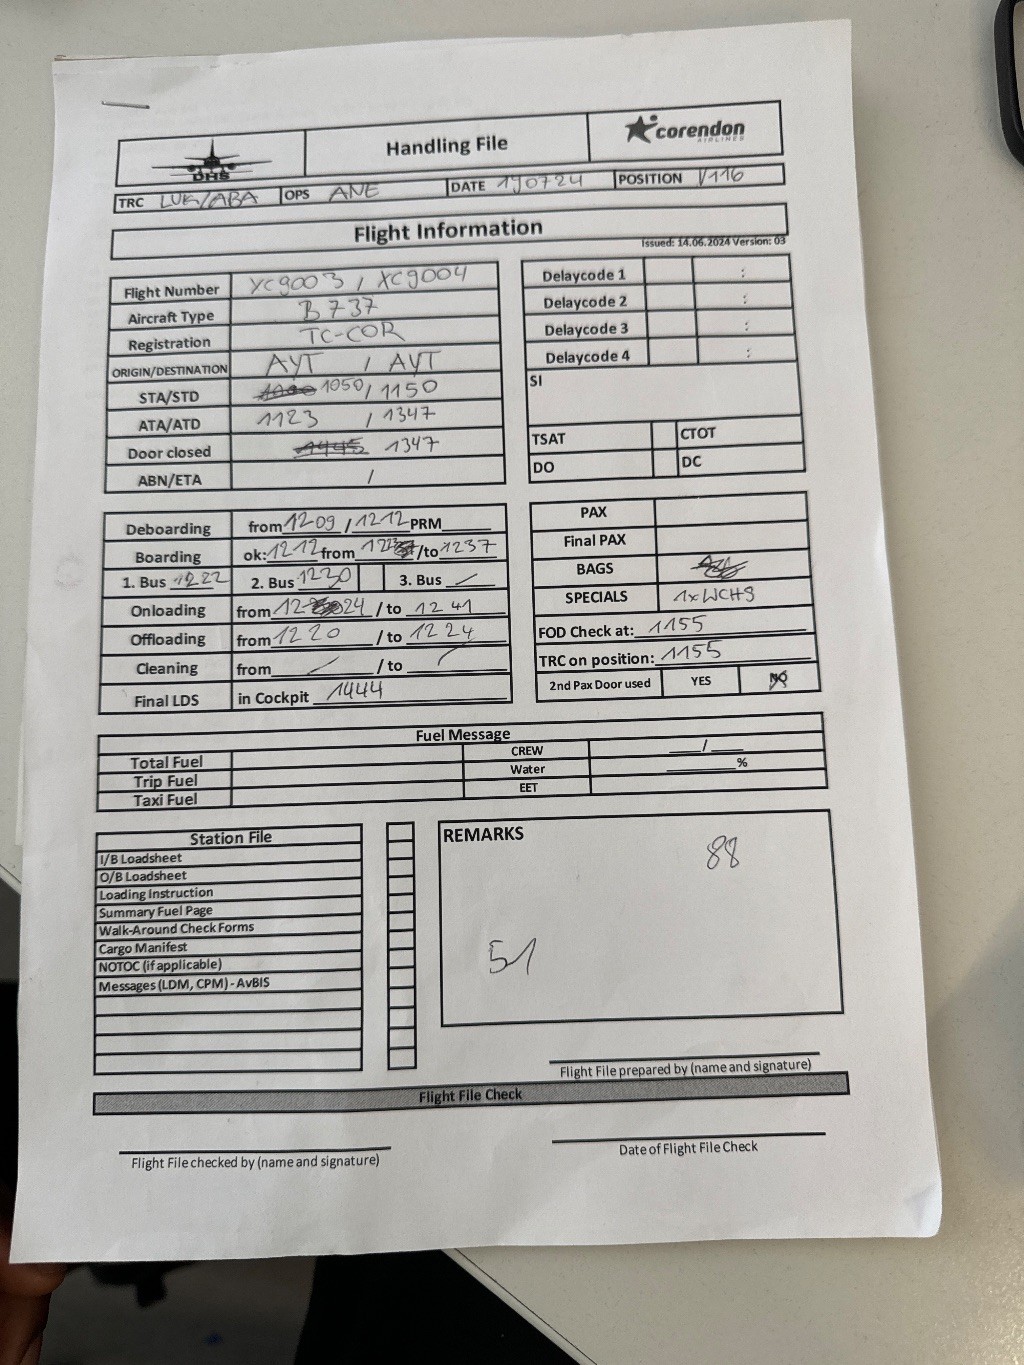 DHS
Handling File
corendon
AIRLINES
TRC LUK/ABA OPS ANE DATE 190724 POSITION V116
Flight Information
Issued: 14.06.2024 Version: 03
Flight Number XC9003 / XC9004
Aircraft Type B737
Registration TC-COR
ORIGIN/DESTINATION AYT / AYT
STA/STD 1050 / 1150
ATA/ATD 1123 / 1347
Door closed 1347
ABN/ETA /
Delaycode 1 :
Delaycode 2 :
Delaycode 3 :
Delaycode 4 :
SI
TSAT CTOT
DO DC
Deboarding from 1209 / 1212 PRM
Boarding ok: 1212 from /to 1237
1. Bus 1222 2. Bus 1230 3. Bus /
Onloading from 1224 / to 1241
Offloading from 1220 / to 1224
Cleaning from / / to /
Final LDS in Cockpit 1444
PAX
Final PAX
BAGS
SPECIALS 1xWCHS
FOD Check at: 1155
TRC on position: 1155
2nd Pax Door used YES NO
Fuel Message
Total Fuel CREW /
Trip Fuel Water %
Taxi Fuel EET
Station File
I/B Loadsheet
O/B Loadsheet
Loading Instruction
Summary Fuel Page
Walk-Around Check Forms
Cargo Manifest
NOTOC (if applicable)
Messages (LDM, CPM) - AvBIS
REMARKS
88
51
Flight File prepared by (name and signature)
Flight File Check
Flight File checked by (name and signature)
Date of Flight File Check